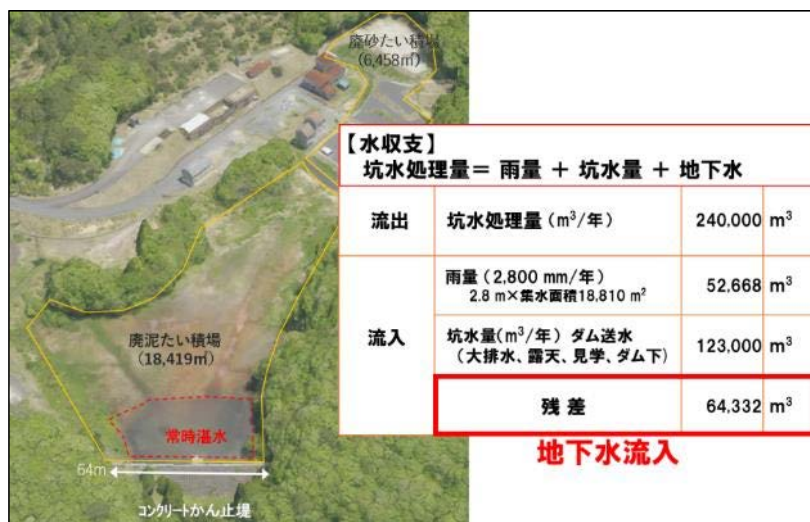 廃砂たい積場
(6,458㎡)
【水収支】
坑水処理量＝ 雨量 ＋ 坑水量 ＋ 地下水
流出
坑水処理量（m³/年）
240,000 m³
流入
雨量（2,800 mm/年）
2.8 m×集水面積18,810 m²
52,668 m³
坑水量(m³/年) ダム送水
（大排水、露天、見学、ダム下）
123,000 m³
残 差
64,332 m³
地下水流入
廃泥たい積場
(18,419㎡)
常時湛水
64m
コンクリートかん止堤